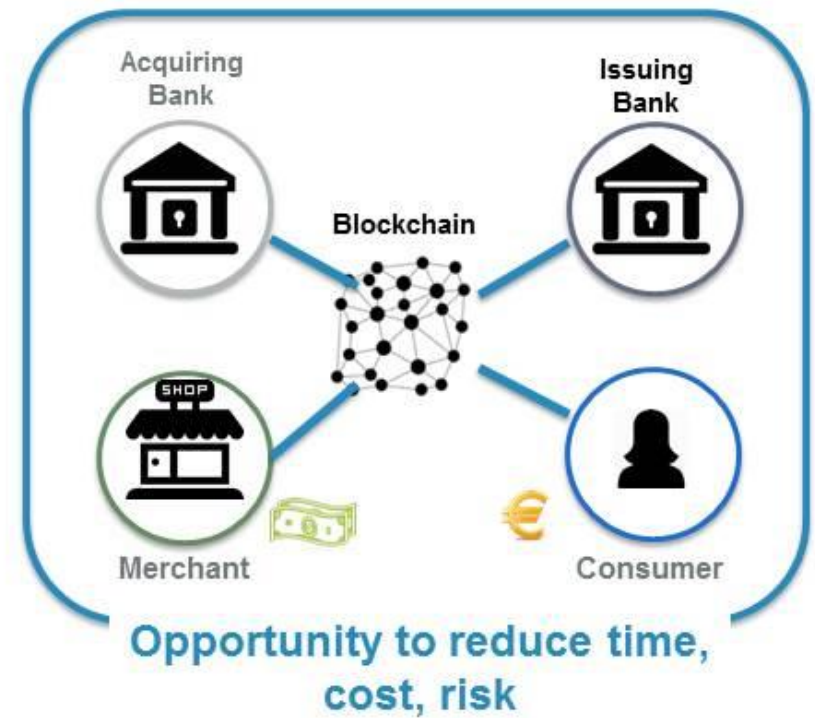 Acquiring
Bank
Issuing
Bank
Blockchain
SHOP
Merchant
Consumer
Opportunity to reduce time,
cost, risk